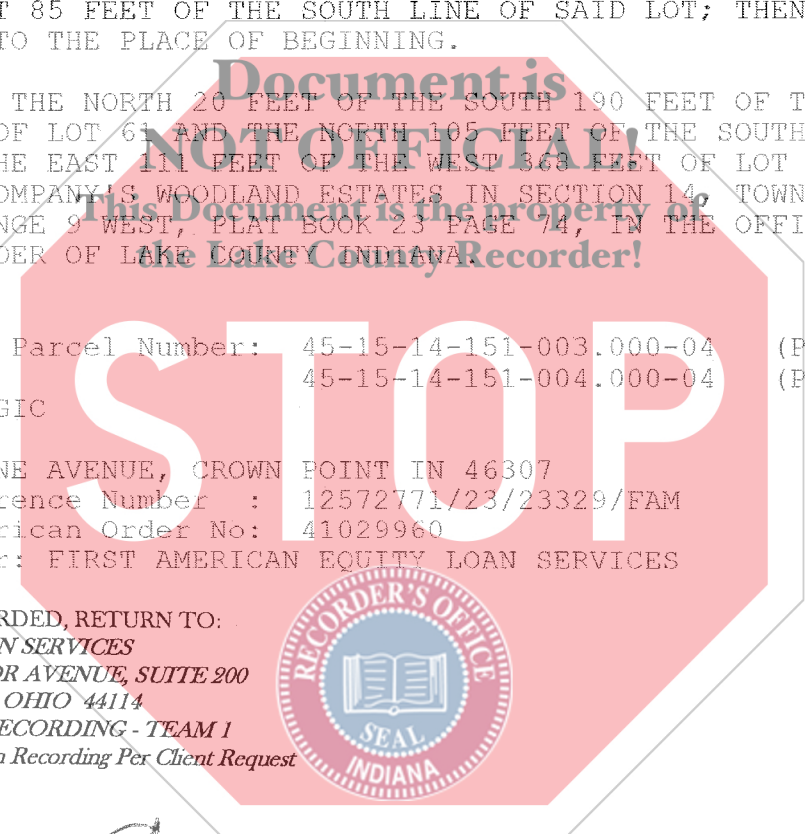 T 85 FEET OF THE SOUTH LINE OF SAID LOT; THEN
TO THE PLACE OF BEGINNING.
Document is
THE NORTH 20 FEET OF THE SOUTH 190 FEET OF T
OF LOT 61 AND THE NORTH 105 FEET OF THE SOUTH
NOT OFFICIAL!
HE EAST 111 FEET OF THE WEST 368 FEET OF LOT
OMPANY'S WOODLAND ESTATES IN SECTION 14, TOWN
This Document is the property of
NGE 9 WEST, PLAT BOOK 23 PAGE 74, IN THE OFFI
DER OF LAKE COUNTY INDIANA.
the Lake County Recorder!
Parcel Number: 45-15-14-151-003.000-04 (P
45-15-14-151-004.000-04 (P
GIC
STOP
NE AVENUE, CROWN POINT IN 46307
rence Number : 12572771/23/23329/FAM
rican Order No: 41029960
r: FIRST AMERICAN EQUITY LOAN SERVICES
RDED, RETURN TO:
N SERVICES
OR AVENUE, SUITE 200
OHIO 44114
ECORDING - TEAM 1
n Recording Per Client Request
RECORDER'S OFFICE
SEAL
INDIANA